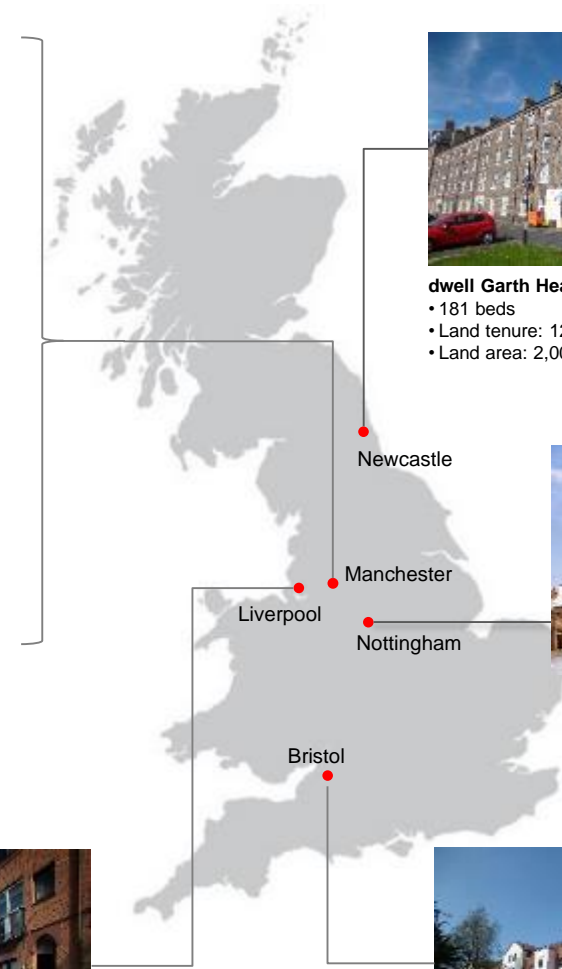 dwell Garth Hea
• 181 beds
• Land tenure: 12
• Land area: 2,00
Newcastle
Manchester
Liverpool
Nottingham
Bristol